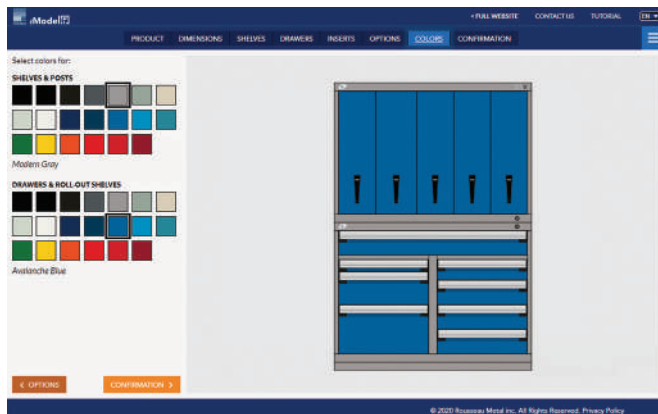 iModel
< FULL WEBSITE CONTACT US TUTORIAL EN
PRODUCT DIMENSIONS SHELVES DRAWERS INSERTS OPTIONS COLORS CONFIRMATION
Select colors for:
SHELVES & POSTS
Modern Gray
DRAWERS & ROLL-OUT SHELVES
Avalanche Blue
< OPTIONS CONFIRMATION >
© 2020 Rousseau Metal inc. All Rights Reserved. Privacy Policy